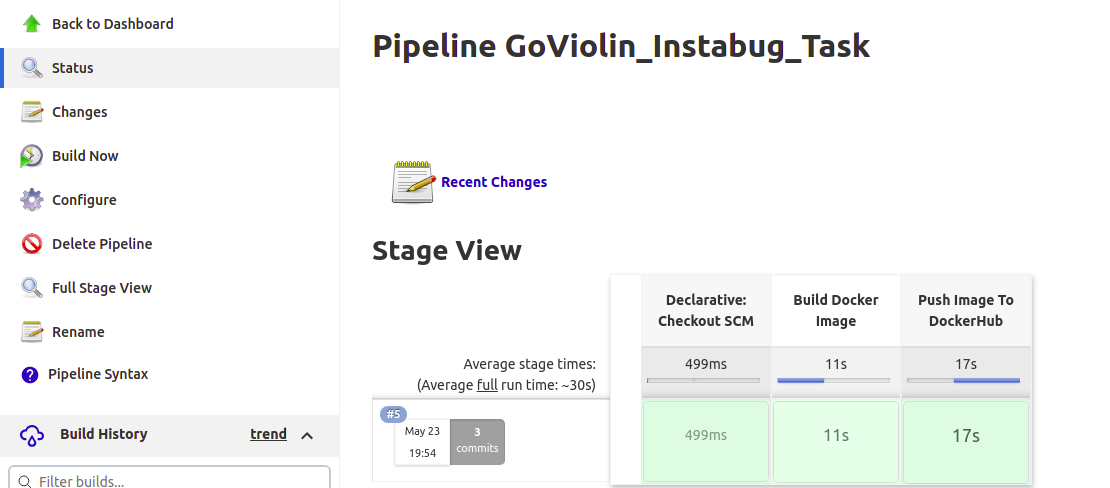 Back to Dashboard
Status
Changes
Build Now
Configure
Delete Pipeline
Full Stage View
Rename
? Pipeline Syntax
Build History trend
Filter builds...
Pipeline GoViolin_Instabug_Task
Recent Changes
Stage View
Declarative:
Checkout SCM
Build Docker
Image
Push Image To
DockerHub
Average stage times:
(Average full run time: ~30s)
499ms
11s
17s
#5
May 23
19:54
3
commits
499ms
11s
17s